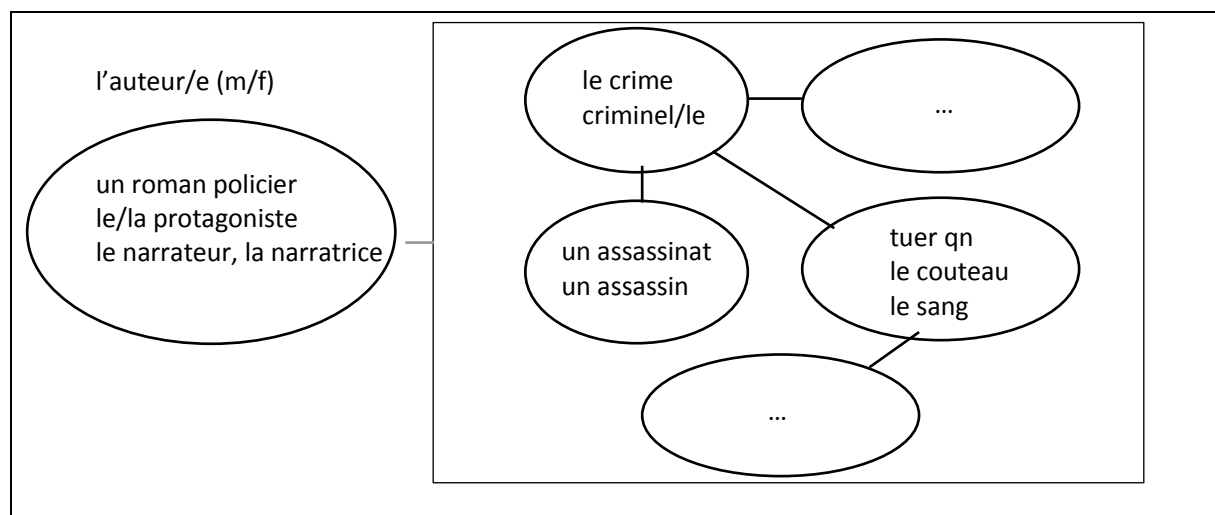 l’auteur/e (m/f)
un roman policier
le/la protagoniste
le narrateur, la narratrice
le crime
criminel/le
...
un assassinat
un assassin
tuer qn
le couteau
le sang
...